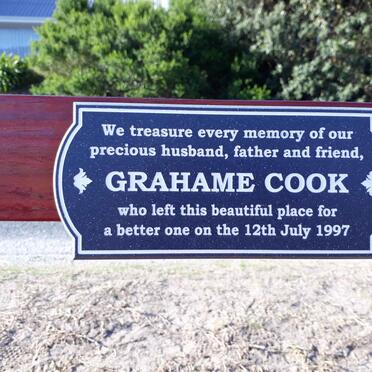 We treasure every memory of our
precious husband, father and friend,
GRAHAME COOK
who left this beautiful place for
a better one on the 12th July 1997